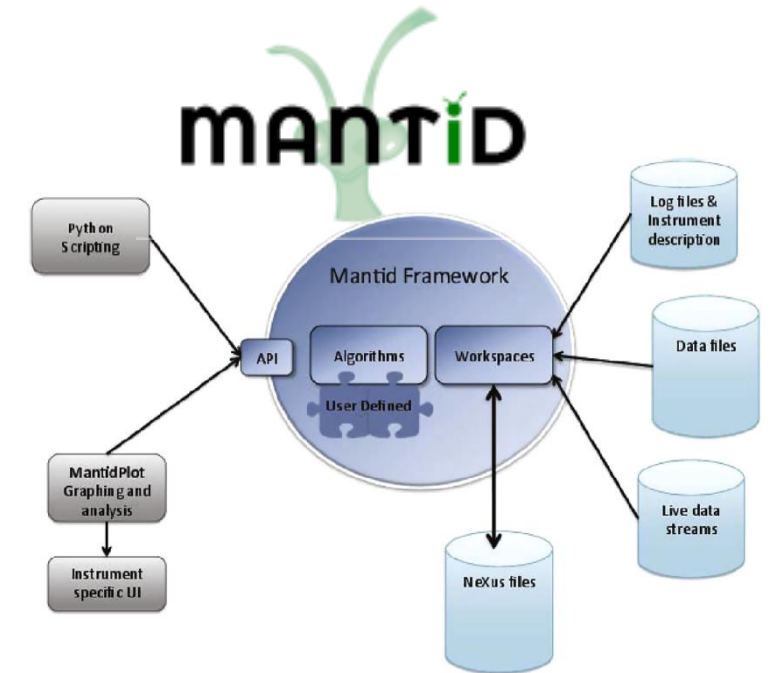 MANTiD
Python
Scripting
Mantid Framework
API
Algorithms
Workspaces
User Defined
Log files &
Instrument
description
Data files
Live data
streams
NeXus files
MantidPlot
Graphing and
analysis
Instrument
specific UI